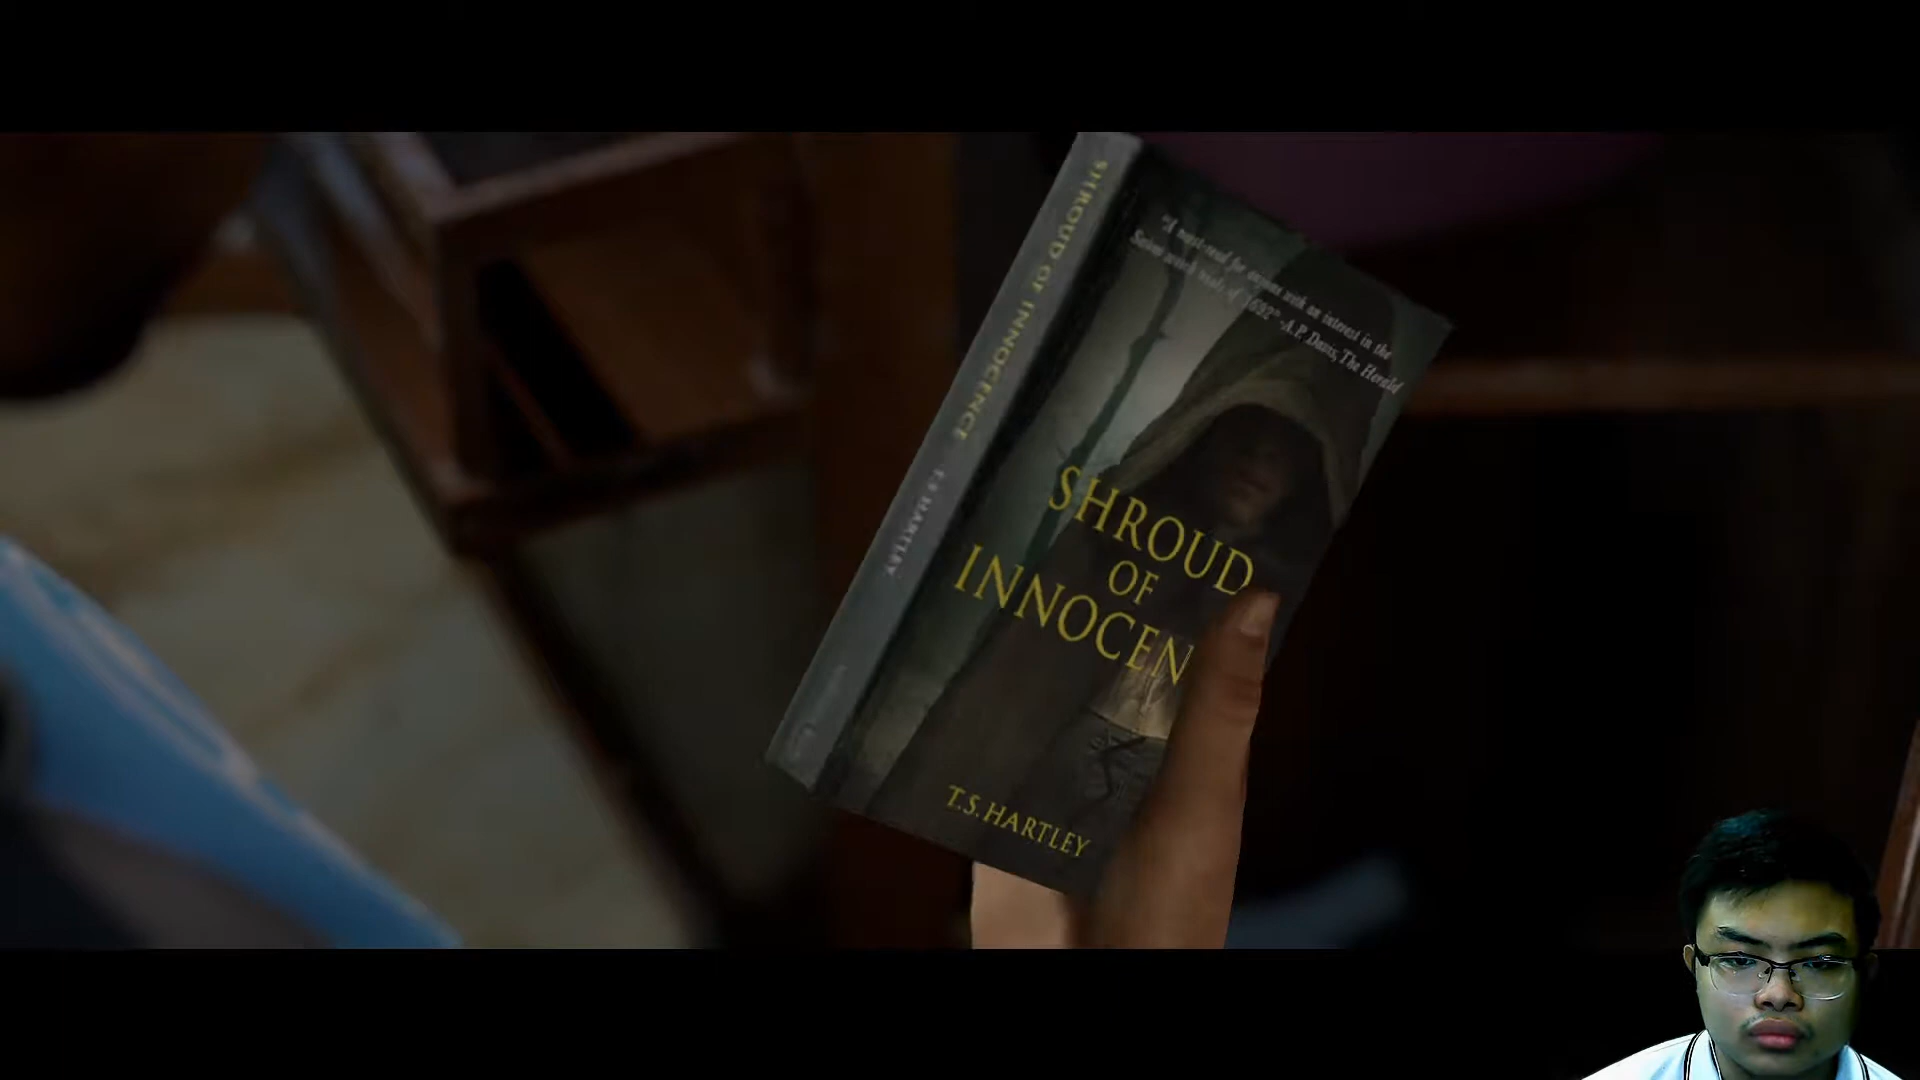 SHROUD OF INNOCENCE T.S HARTLEY
"A must-read for anyone with an interest in the
Salem witch trials of 1692" -A.P. Davis, The Herald
SHROUD
OF
INNOCEN
T.S. HARTLEY